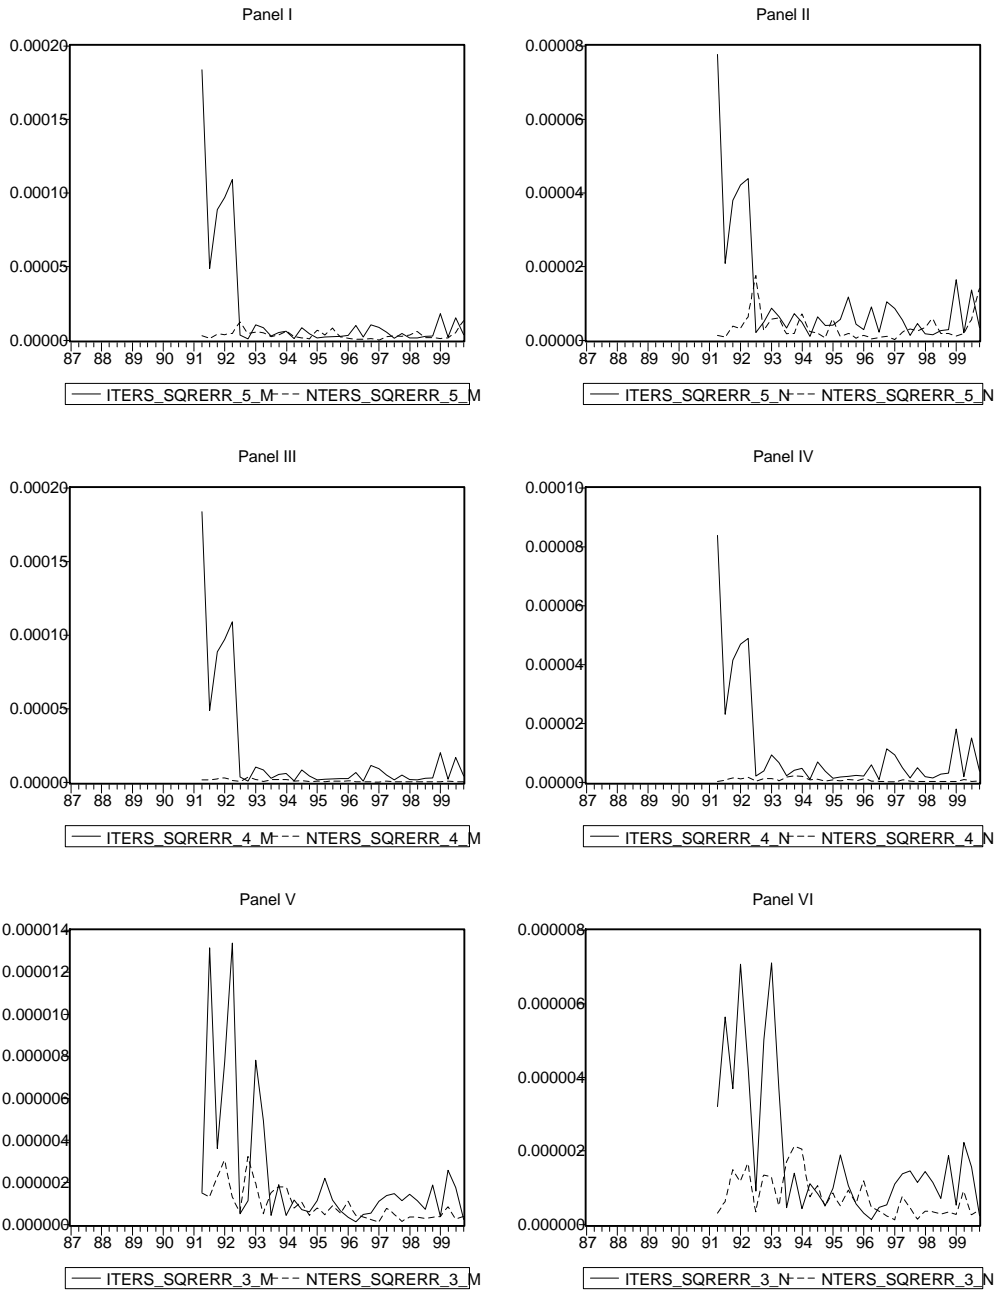 Panel I
0.00020
0.00015
0.00010
0.00005
0.00000
87 88 89 90 91 92 93 94 95 96 97 98 99
ITERS_SQRERR_5_M NTERS_SQRERR_5_M
Panel II
0.00008
0.00006
0.00004
0.00002
0.00000
87 88 89 90 91 92 93 94 95 96 97 98 99
ITERS_SQRERR_5_N NTERS_SQRERR_5_N
Panel III
0.00020
0.00015
0.00010
0.00005
0.00000
87 88 89 90 91 92 93 94 95 96 97 98 99
ITERS_SQRERR_4_M NTERS_SQRERR_4_M
Panel IV
0.00010
0.00008
0.00006
0.00004
0.00002
0.00000
87 88 89 90 91 92 93 94 95 96 97 98 99
ITERS_SQRERR_4_N NTERS_SQRERR_4_N
Panel V
0.000014
0.000012
0.000010
0.000008
0.000006
0.000004
0.000002
0.000000
87 88 89 90 91 92 93 94 95 96 97 98 99
ITERS_SQRERR_3_M NTERS_SQRERR_3_M
Panel VI
0.000008
0.000006
0.000004
0.000002
0.000000
87 88 89 90 91 92 93 94 95 96 97 98 99
ITERS_SQRERR_3_N NTERS_SQRERR_3_N